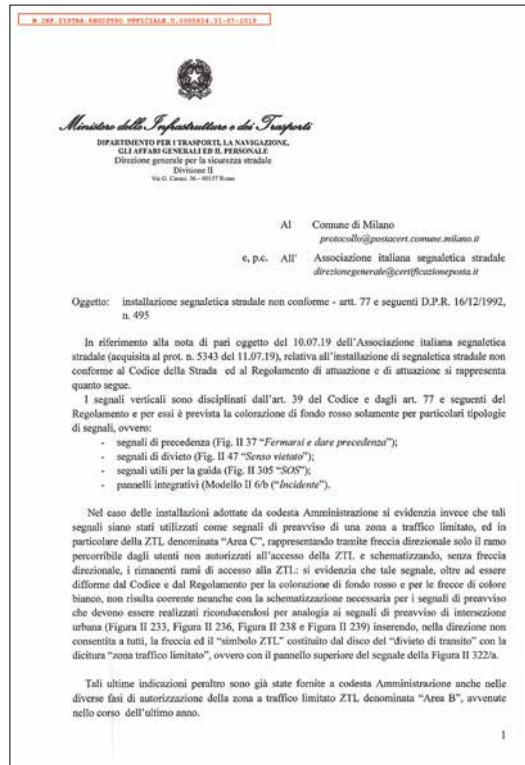 M_INF.SISTRA.REGISTRO UFFICIALE.U.0005824.31-07-2019
Ministero delle Infrastrutture e dei Trasporti
DIPARTIMENTO PER I TRASPORTI, LA NAVIGAZIONE,
GLI AFFARI GENERALI ED IL PERSONALE
Direzione generale per la sicurezza stradale
Divisione II
Via G. Caraci, 36 – 00157 Roma
Al Comune di Milano
protocollo@postacert.comune.milano.it
e, p.c. All' Associazione italiana segnaletica stradale
direzionegenerale@certificazioneposta.it
Oggetto: installazione segnaletica stradale non conforme - artt. 77 e seguenti D.P.R. 16/12/1992,
n. 495
In riferimento alla nota di pari oggetto del 10.07.19 dell'Associazione italiana segnaletica
stradale (acquisita al prot. n. 5343 del 11.07.19), relativa all'installazione di segnaletica stradale non
conforme al Codice della Strada ed al Regolamento di attuazione e di attuazione si rappresenta
quanto segue.
I segnali verticali sono disciplinati dall'art. 39 del Codice e dagli art. 77 e seguenti del
Regolamento e per essi è prevista la colorazione di fondo rosso solamente per particolari tipologie
di segnali, ovvero:
- segnali di precedenza (Fig. II 37 "Fermarsi e dare precedenza");
- segnali di divieto (Fig. II 47 "Senso vietato");
- segnali utili per la guida (Fig. II 305 "SOS");
- pannelli integrativi (Modello II 6/b ("Incidente").
Nel caso delle installazioni adottate da codesta Amministrazione si evidenzia invece che tali
segnali siano stati utilizzati come segnali di preavviso di una zona a traffico limitato, ed in
particolare della ZTL denominata "Area C", rappresentando tramite freccia direzionale solo il ramo
percorribile dagli utenti non autorizzati all'accesso della ZTL e schematizzando, senza freccia
direzionale, i rimanenti rami di accesso alla ZTL: si evidenzia che tale segnale, oltre ad essere
difforme dal Codice e dal Regolamento per la colorazione di fondo rosso e per le frecce di colore
bianco, non risulta coerente neanche con la schematizzazione necessaria per i segnali di preavviso
che devono essere realizzati riconducendosi per analogia ai segnali di preavviso di intersezione
urbana (Figura II 233, Figura II 236, Figura II 238 e Figura II 239) inserendo, nella direzione non
consentita a tutti, la freccia ed il "simbolo ZTL" costituito dal disco del "divieto di transito" con la
dicitura "zona traffico limitato", ovvero con il pannello superiore del segnale della Figura II 322/a.
Tali ultime indicazioni peraltro sono già state fornite a codesta Amministrazione anche nelle
diverse fasi di autorizzazione della zona a traffico limitato ZTL denominata "Area B", avvenute
nello corso dell'ultimo anno.
1